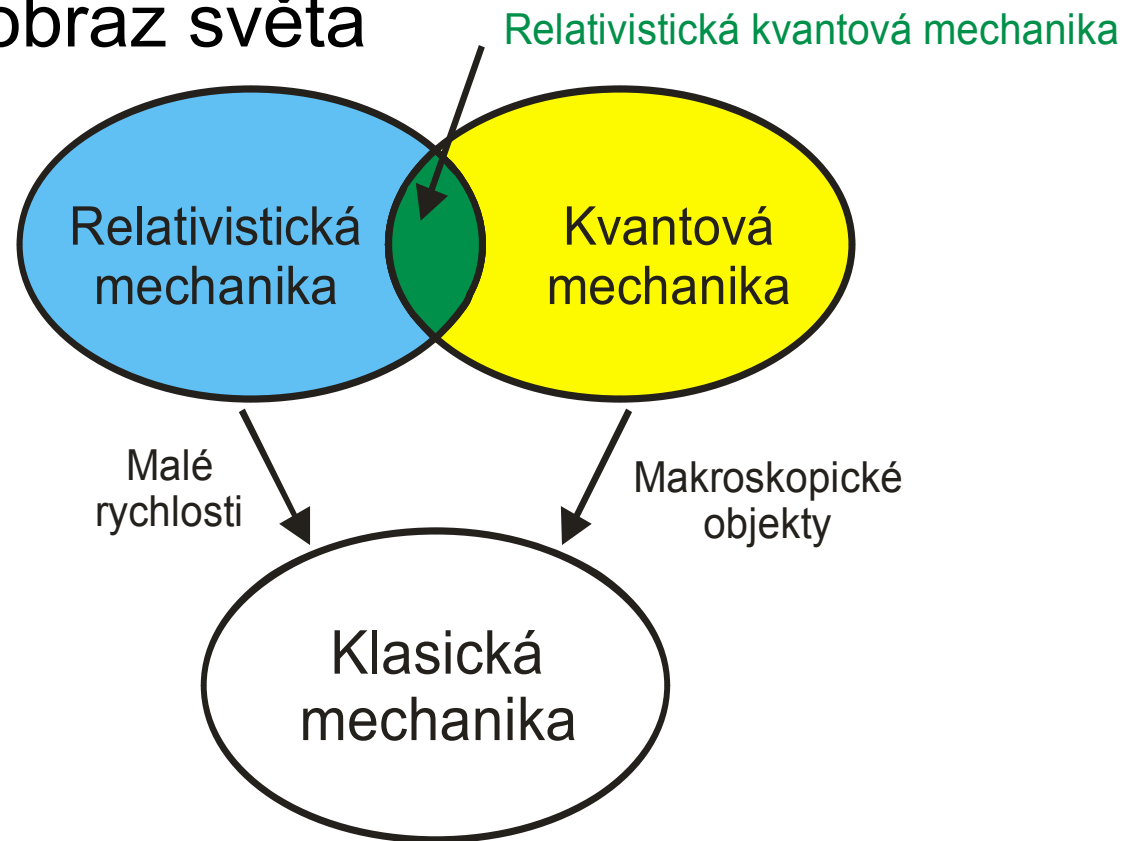 obraz světa
Relativistická kvantová mechanika
Relativistická
mechanika
Kvantová
mechanika
Malé
rychlosti
Makroskopické
objekty
Klasická
mechanika